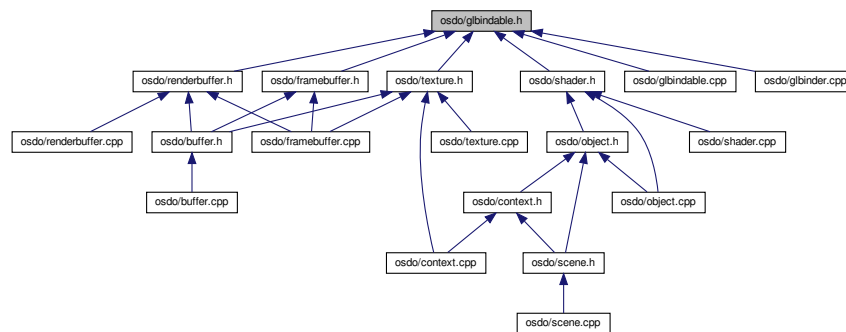 osdo/glbindable.h
osdo/renderbuffer.h
osdo/framebuffer.h
osdo/texture.h
osdo/shader.h
osdo/glbindable.cpp
osdo/glbinder.cpp
osdo/renderbuffer.cpp
osdo/buffer.h
osdo/framebuffer.cpp
osdo/texture.cpp
osdo/object.h
osdo/shader.cpp
osdo/buffer.cpp
osdo/context.h
osdo/object.cpp
osdo/context.cpp
osdo/scene.h
osdo/scene.cpp